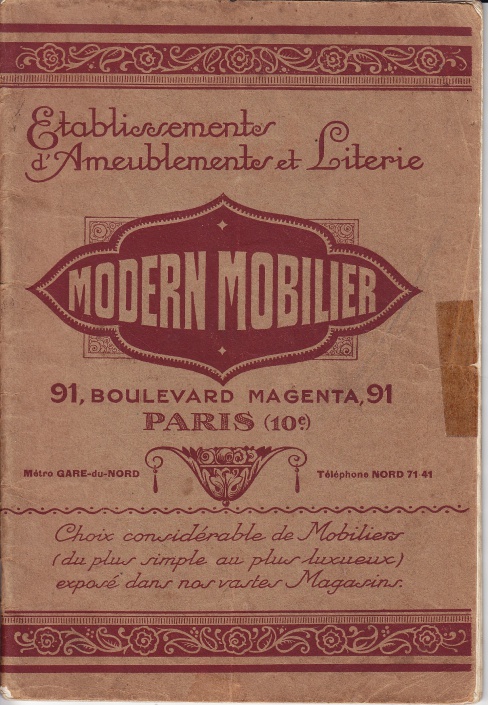 Etablissements
d'Ameublements et Literie
MODERN MOBILIER
91, BOULEVARD MAGENTA, 91
PARIS (10e)
Métro GARE-du-NORD
Téléphone NORD 71-41
Choix considérable de Mobiliers
(du plus simple au plus luxueux)
exposé dans nos vastes Magasins.